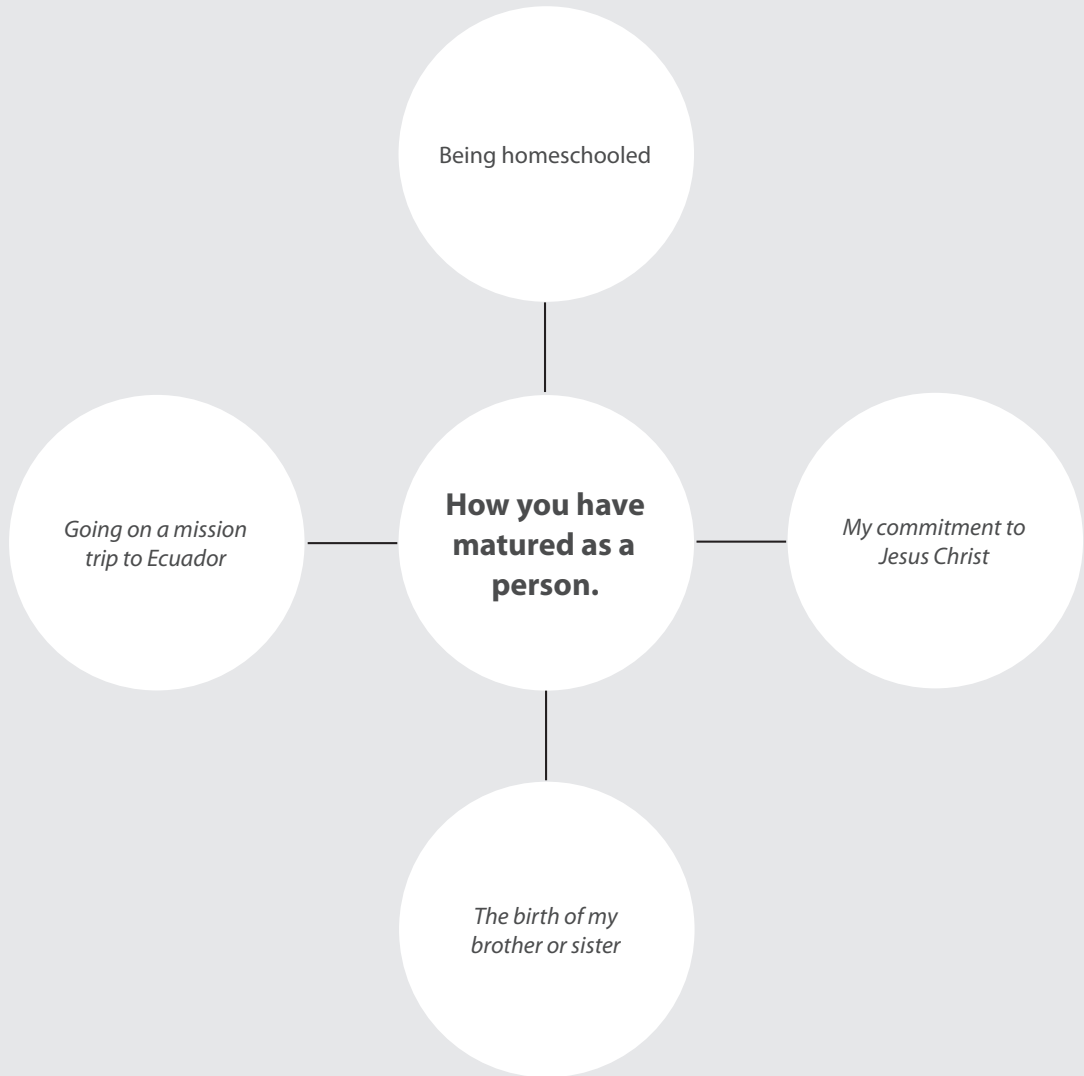 Being homeschooled
Going on a mission
trip to Ecuador
How you have
matured as a
person.
My commitment to
Jesus Christ
The birth of my
brother or sister